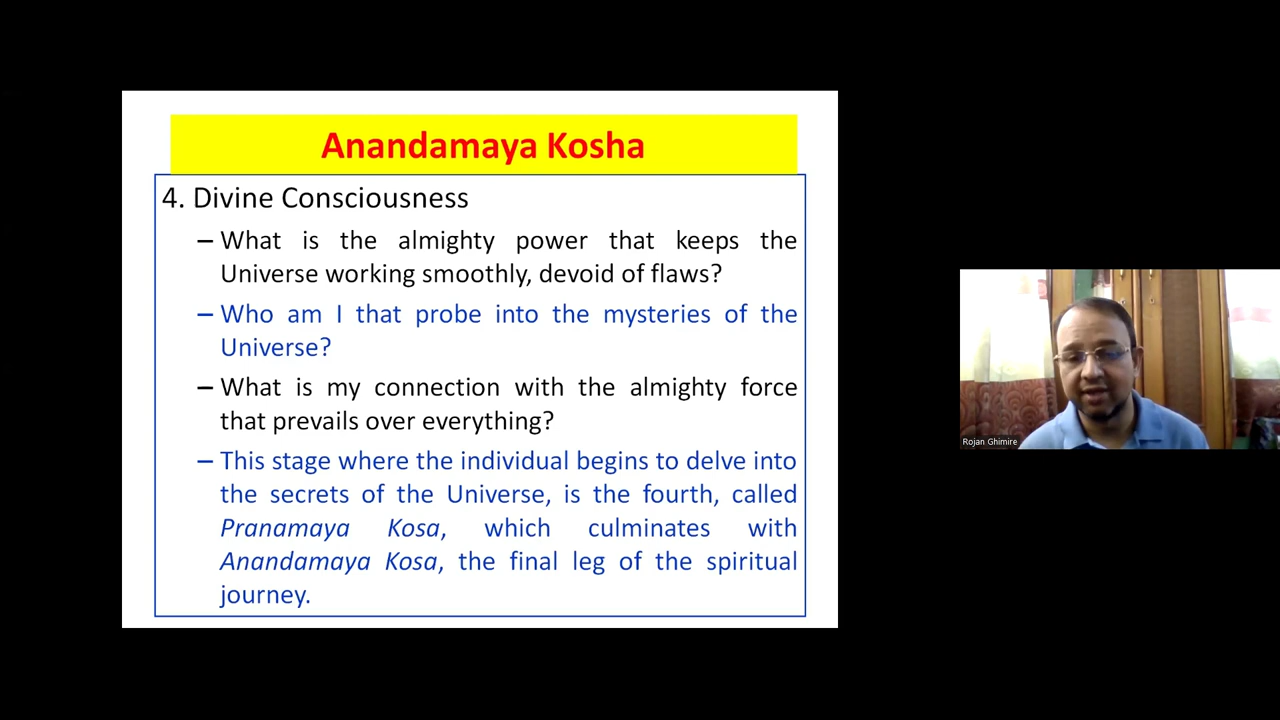 Anandamaya Kosha
4. Divine Consciousness
– What is the almighty power that keeps the
Universe working smoothly, devoid of flaws?
– Who am I that probe into the mysteries of the
Universe?
– What is my connection with the almighty force
that prevails over everything?
– This stage where the individual begins to delve into
the secrets of the Universe, is the fourth, called
Pranamaya Kosa, which culminates with
Anandamaya Kosa, the final leg of the spiritual
journey.
Rojan Ghimire